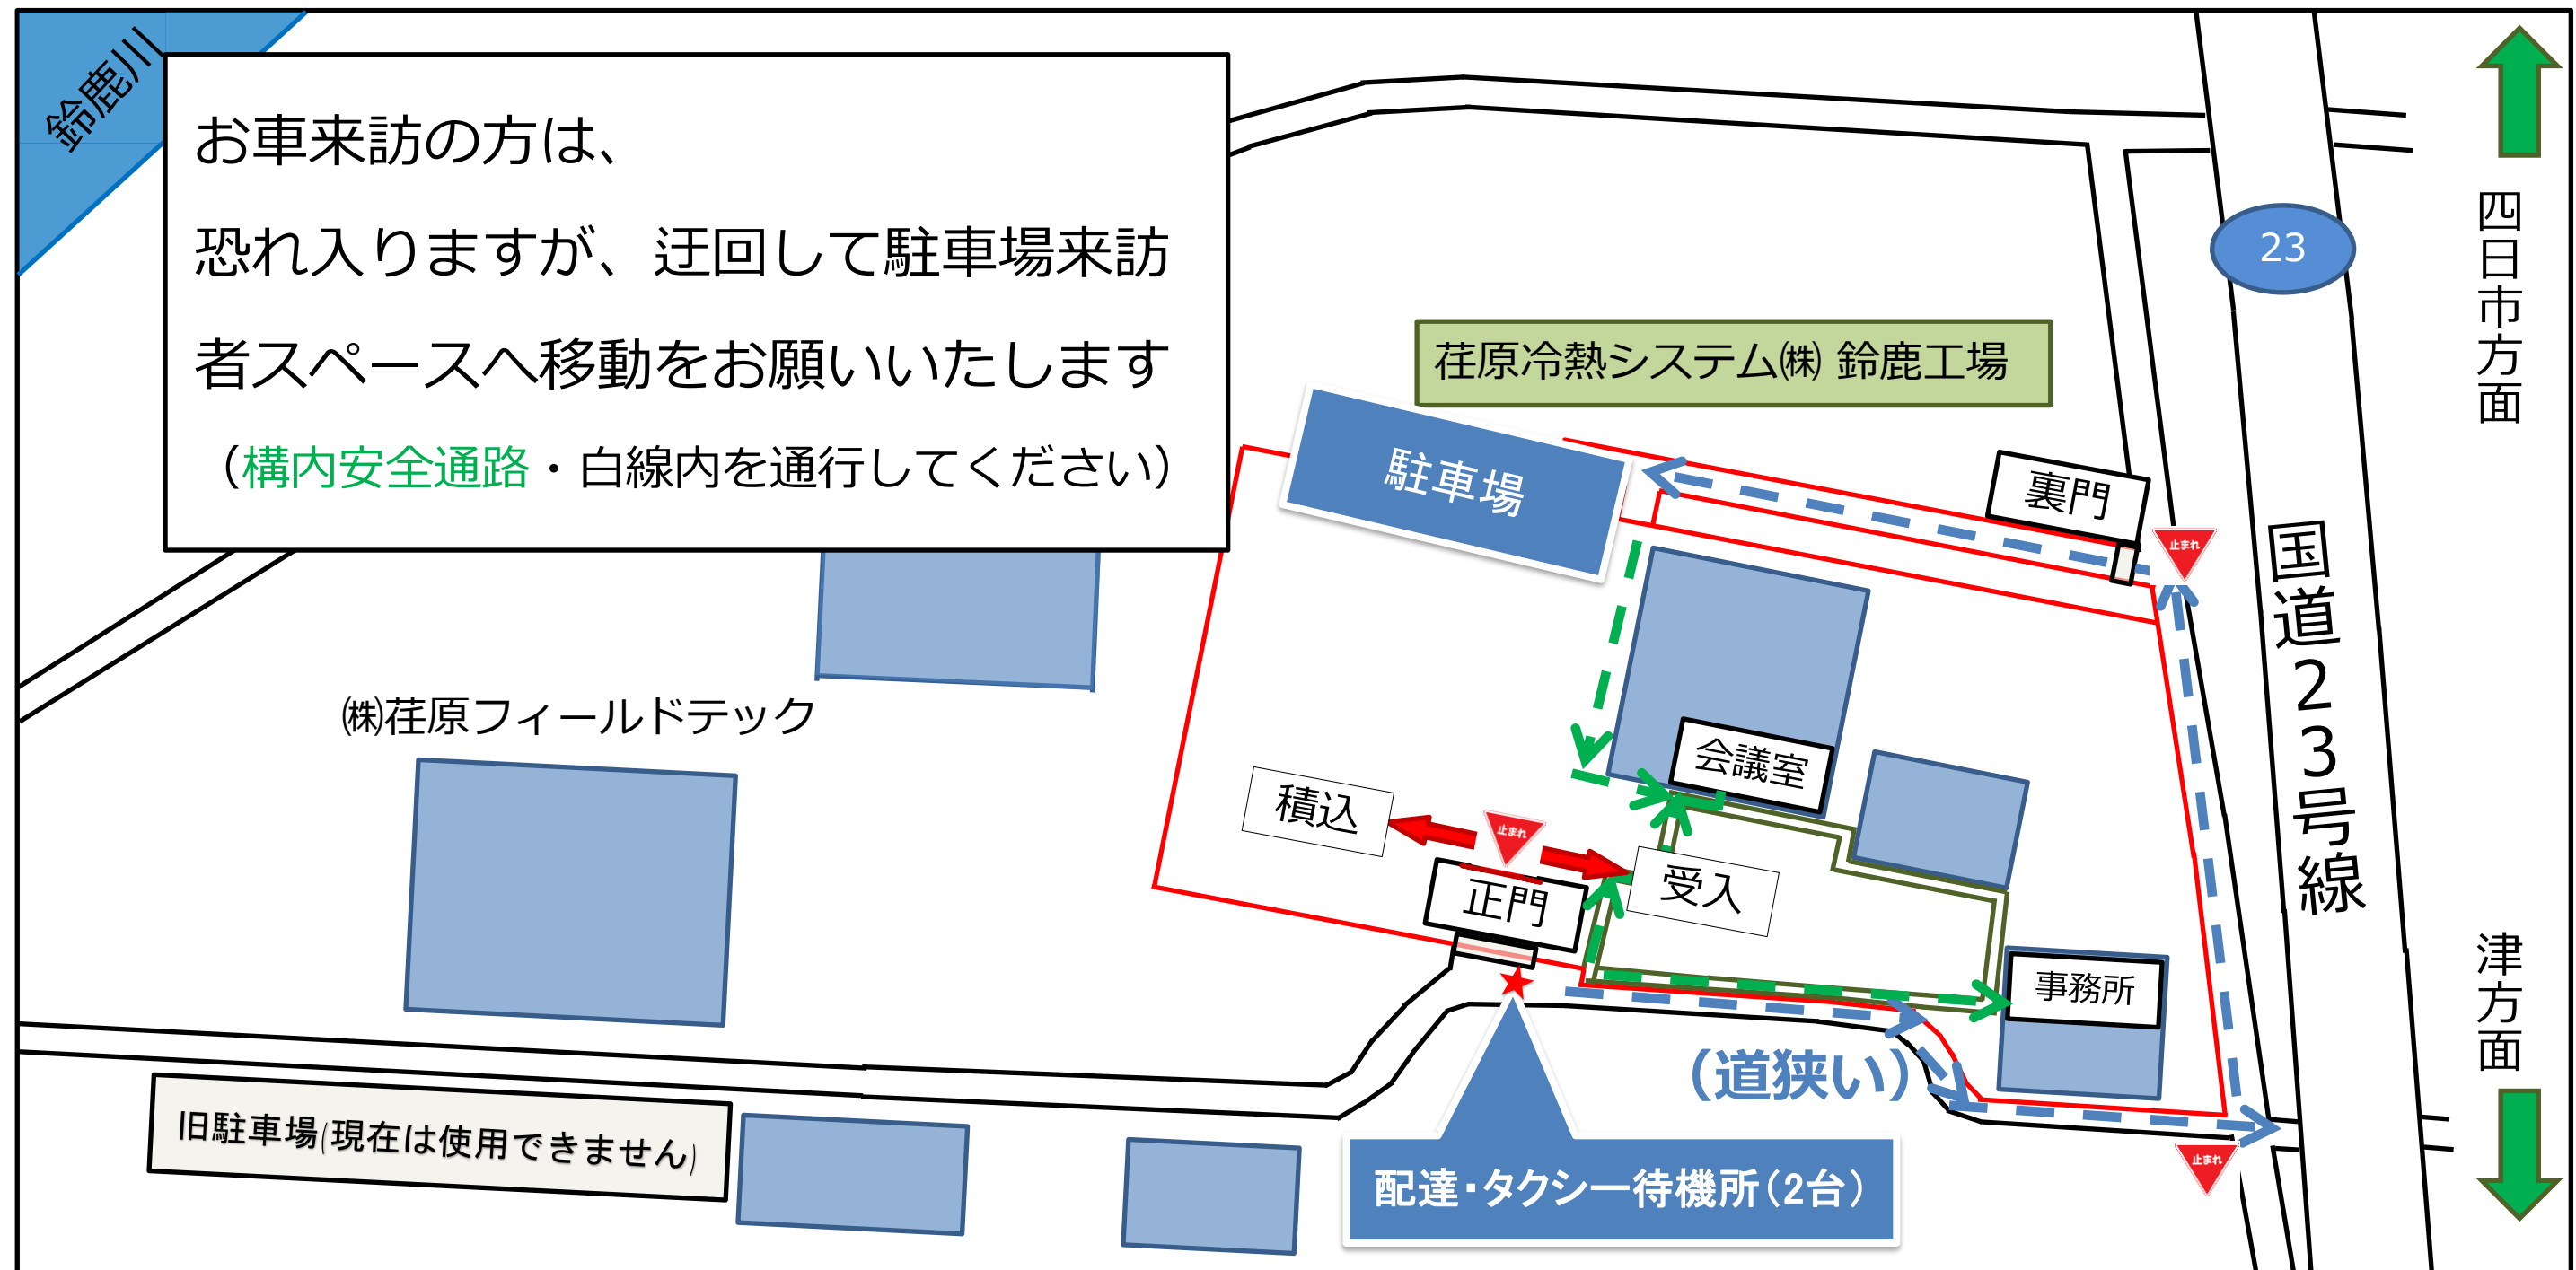 鈴鹿川
お車来訪の方は、
恐れ入りますが、迂回して駐車場来訪
者スペースへ移動をお願いいたします
（構内安全通路・白線内を通行してください）
四日市方面
23
荏原冷熱システム㈱ 鈴鹿工場
駐車場
裏門
止まれ
国道23号線
㈱荏原フィールドテック
会議室
積込
止まれ
受入
正門
事務所
津方面
（道狭い）
旧駐車場(現在は使用できません)
配達・タクシー待機所（2台）
止まれ